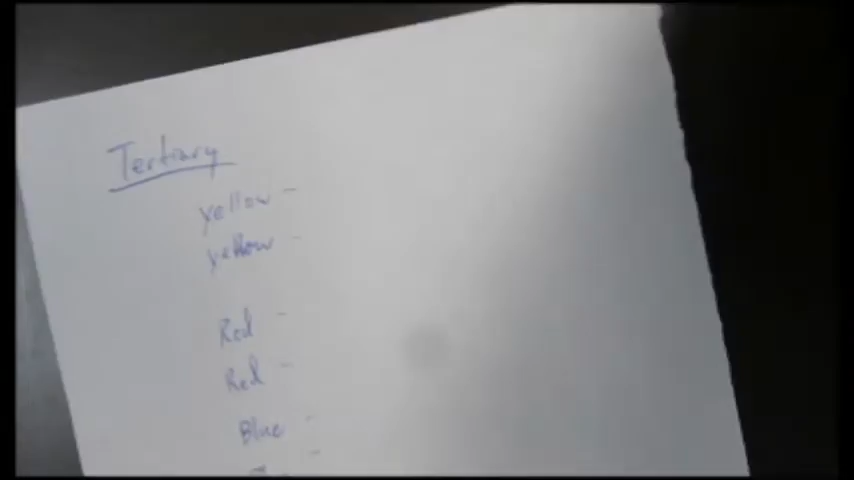 Tertiary
yellow -
yellow -
Red -
Red -
Blue -